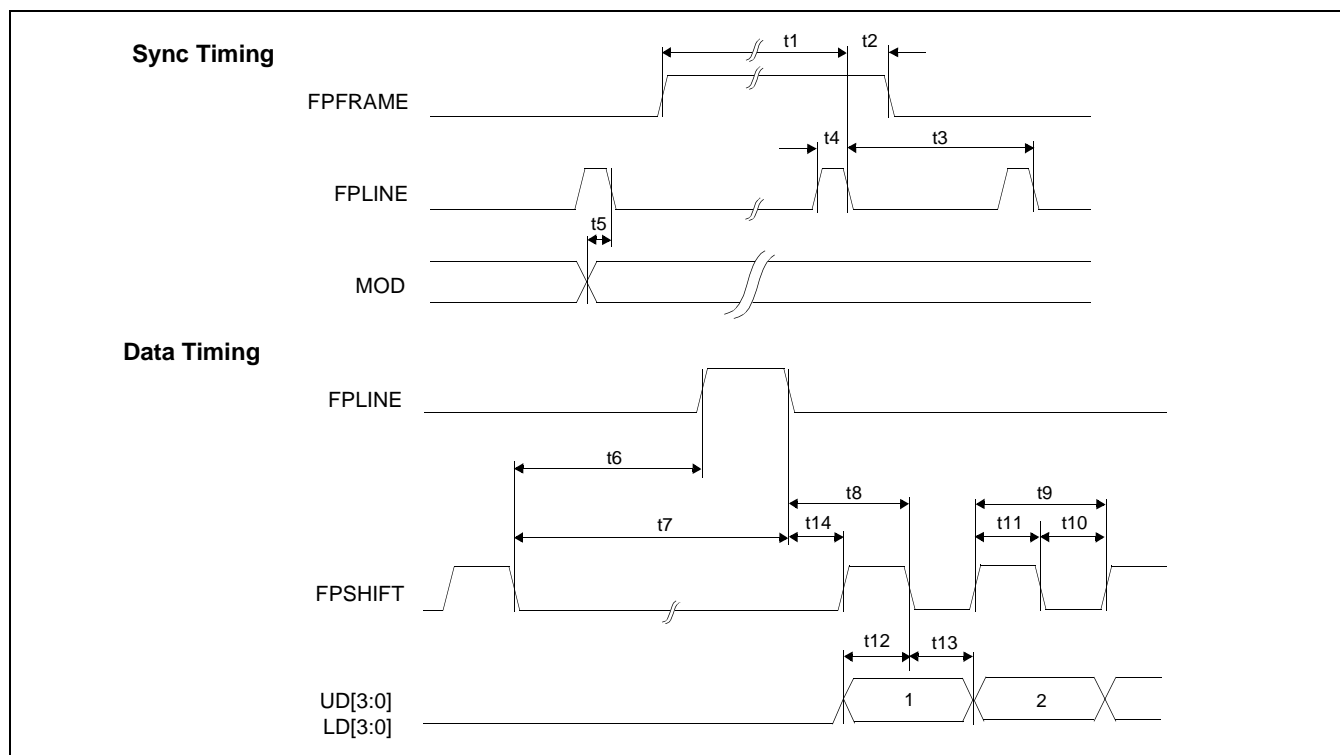 Sync Timing
t1
t2
FPFRAME
t4
t3
FPLINE
t5
MOD
Data Timing
FPLINE
t6
t8
t9
t7
t14
t11
t10
FPSHIFT
t12
t13
UD[3:0]
LD[3:0]
1
2